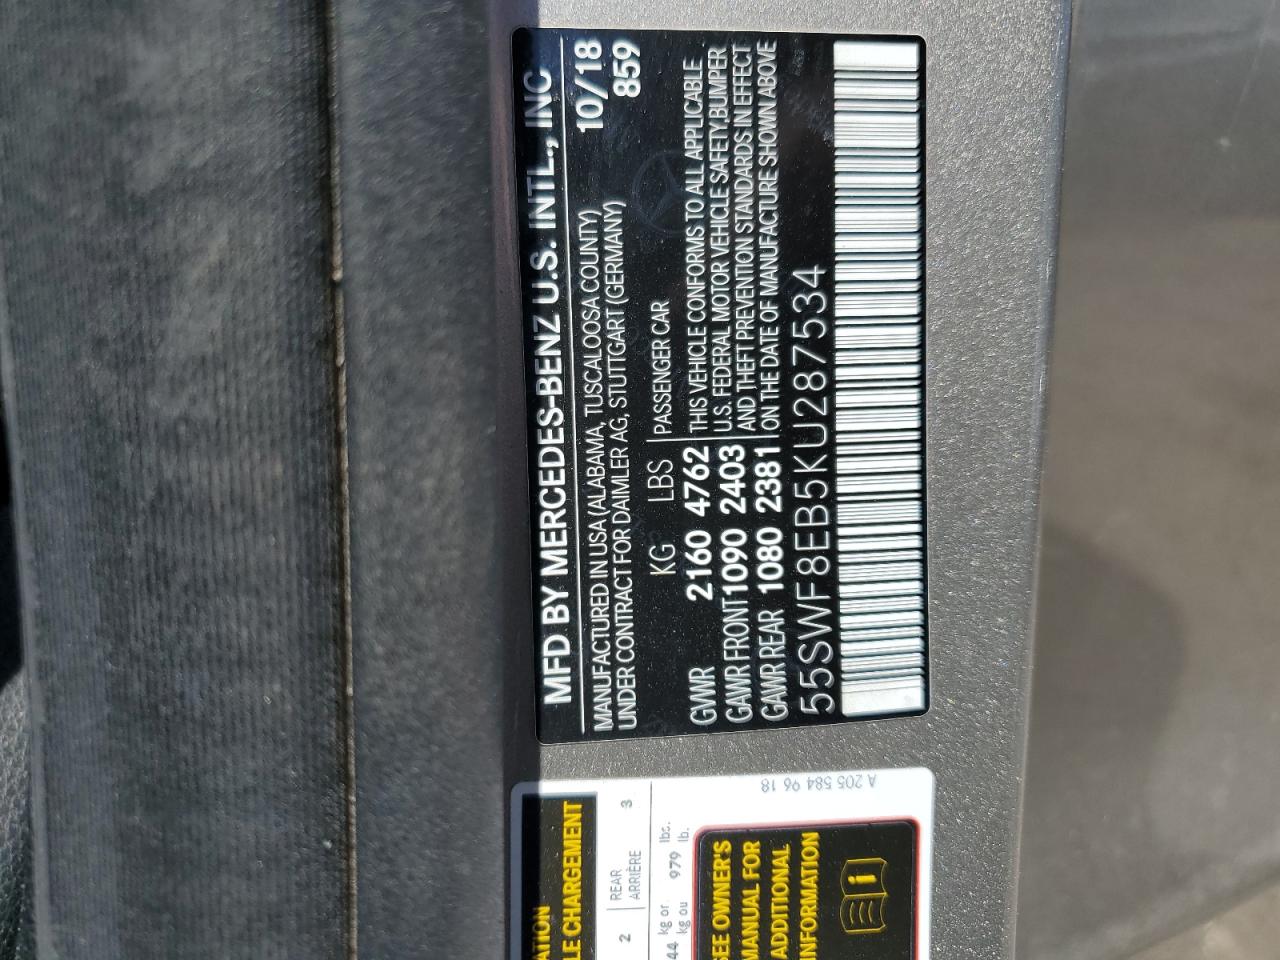 MFD BY MERCEDES-BENZ U.S. INTL., INC
MANUFACTURED IN USA (ALABAMA, TUSCALOOSA COUNTY) 10/18
UNDER CONTRACT FOR DAIMLER AG, STUTTGART (GERMANY) 859
KG LBS PASSENGER CAR
GVWR 2160 4762 THIS VEHICLE CONFORMS TO ALL APPLICABLE
U.S. FEDERAL MOTOR VEHICLE SAFETY, BUMPER
GAWR FRONT 1090 2403 AND THEFT PREVENTION STANDARDS IN EFFECT
GAWR REAR 1080 2381 ON THE DATE OF MANUFACTURE SHOWN ABOVE
55SWF8EB5KU287534
LE CHARGEMENT
2 REAR 3
ARRIÈRE
kg or lbs.
kg ou 979 lb.
SEE OWNER'S
MANUAL FOR
ADDITIONAL
INFORMATION
A 205 584 96 18